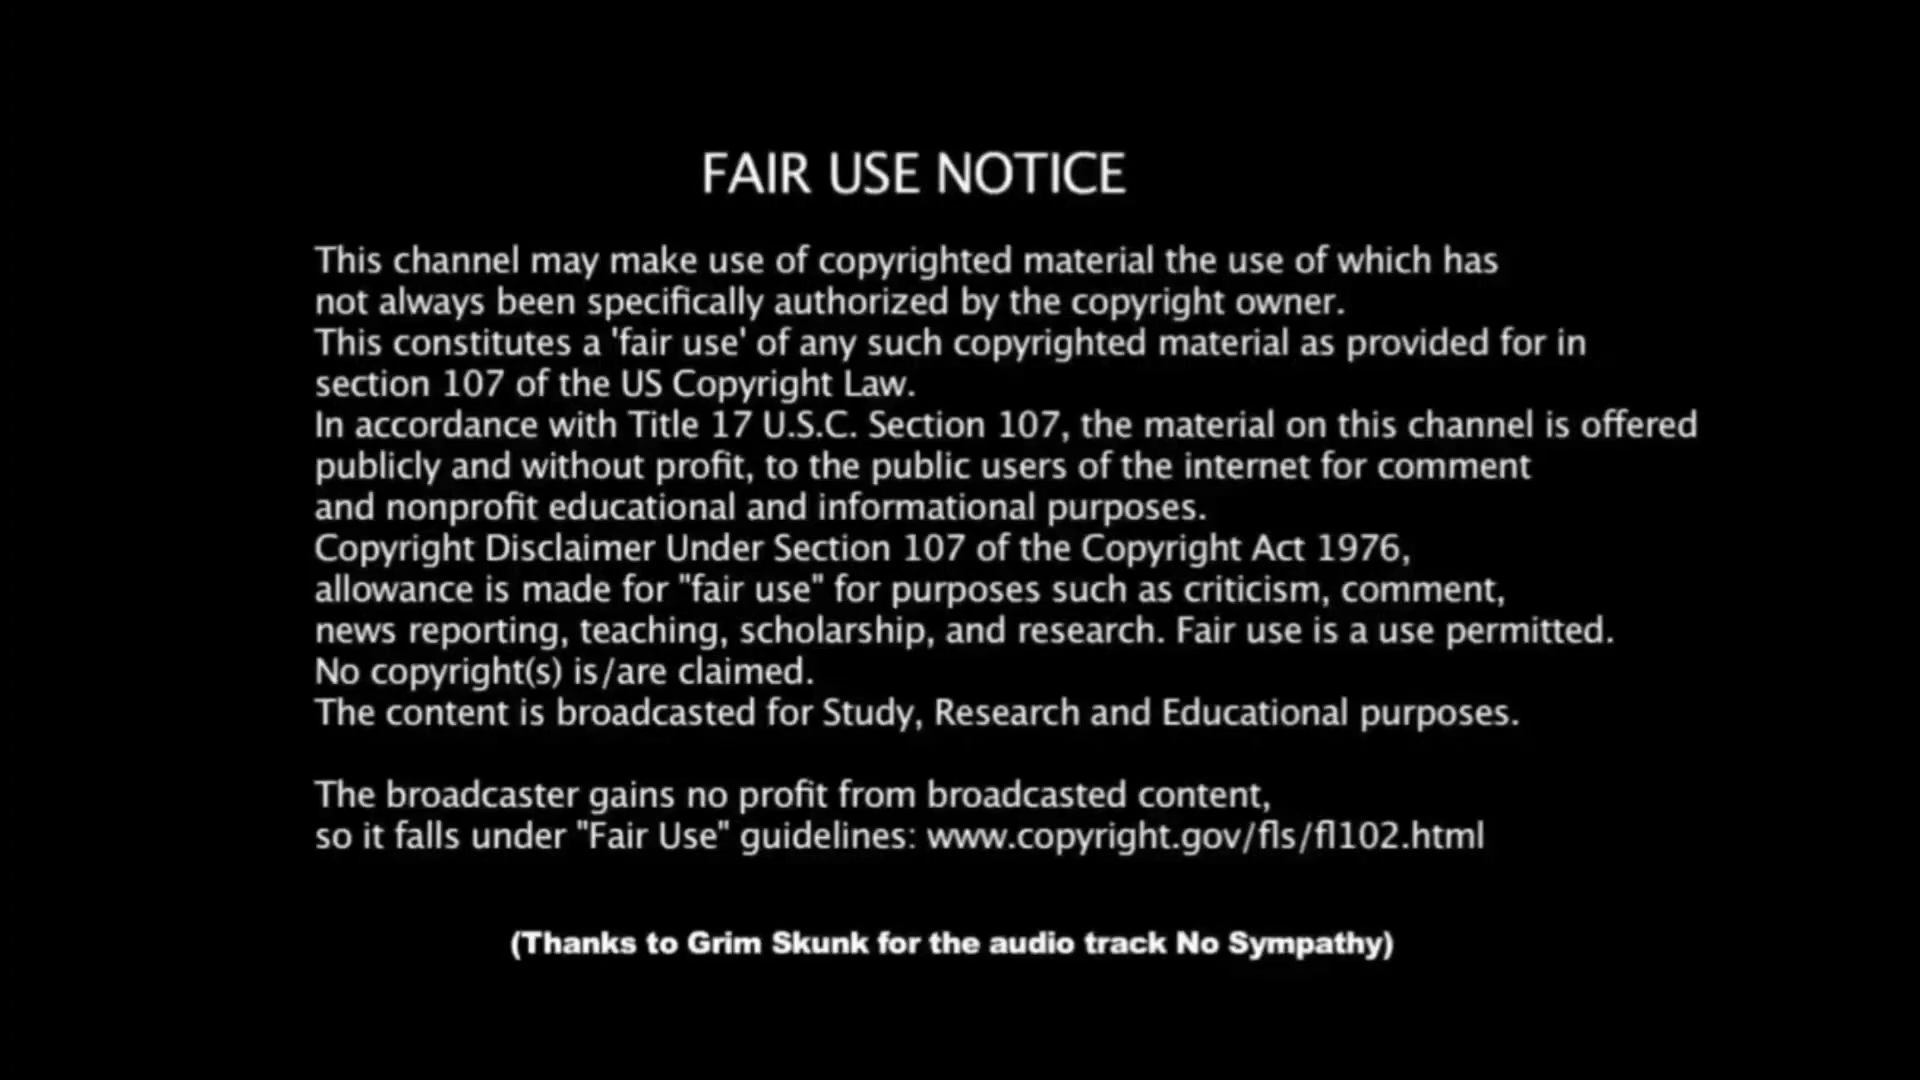 FAIR USE NOTICE
This channel may make use of copyrighted material the use of which has
not always been specifically authorized by the copyright owner.
This constitutes a 'fair use' of any such copyrighted material as provided for in
section 107 of the US Copyright Law.
In accordance with Title 17 U.S.C. Section 107, the material on this channel is offered
publicly and without profit, to the public users of the internet for comment
and nonprofit educational and informational purposes.
Copyright Disclaimer Under Section 107 of the Copyright Act 1976,
allowance is made for "fair use" for purposes such as criticism, comment,
news reporting, teaching, scholarship, and research. Fair use is a use permitted.
No copyright(s) is/are claimed.
The content is broadcasted for Study, Research and Educational purposes.
The broadcaster gains no profit from broadcasted content,
so it falls under "Fair Use" guidelines: www.copyright.gov/fls/fl102.html
(Thanks to Grim Skunk for the audio track No Sympathy)